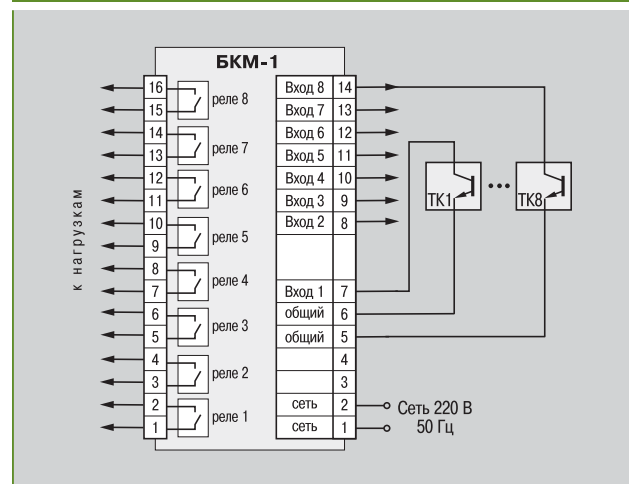 БКМ-1
16 реле 8 Вход 8 14
15 Вход 7 13
14 реле 7 Вход 6 12
13 Вход 5 11
12 реле 6 Вход 4 10
11 Вход 3 9
10 реле 5 Вход 2 8
9
8 реле 4
7 Вход 1 7
6 реле 3 общий 6
5 общий 5
4 реле 2 4
3 3
2 реле 1 сеть 2
1 сеть 1
к нагрузкам
ТК1 ••• ТК8
Сеть 220 В
50 Гц